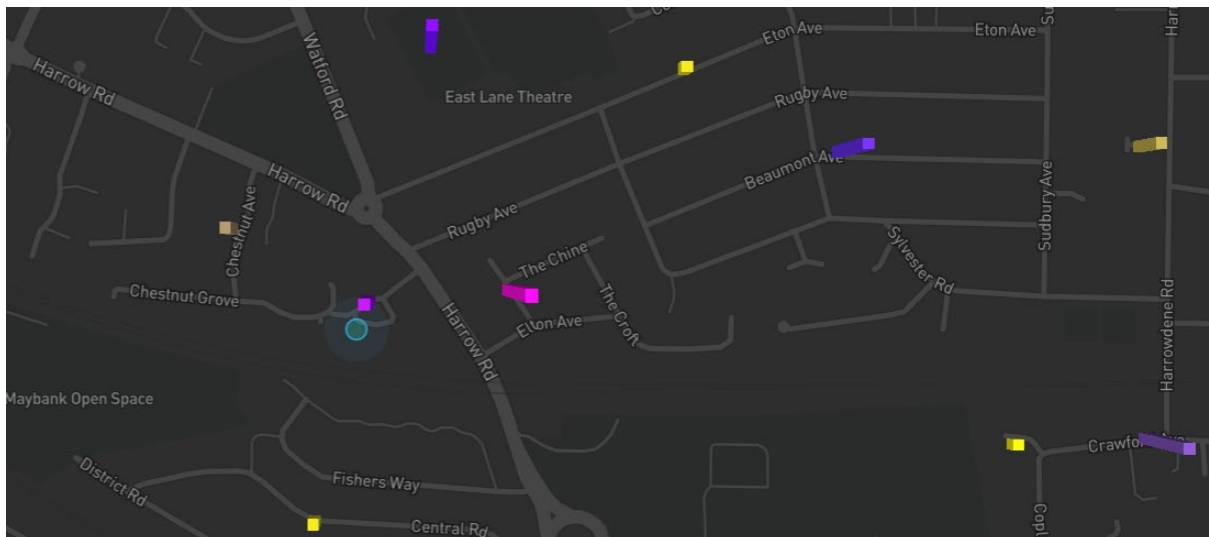 Eton Ave
Eton Ave
Harrow Rd
Watford Rd
East Lane Theatre
Rugby Ave
Beaumont Ave
Harrow Rd
Chestnut Ave
Rugby Ave
Sudbury Ave
The Chine
Sylvester Rd
Chestnut Grove
The Croft
Elton Ave
Harrow Rd
Harrowdene Rd
Maybank Open Space
District Rd
Fishers Way
Central Rd